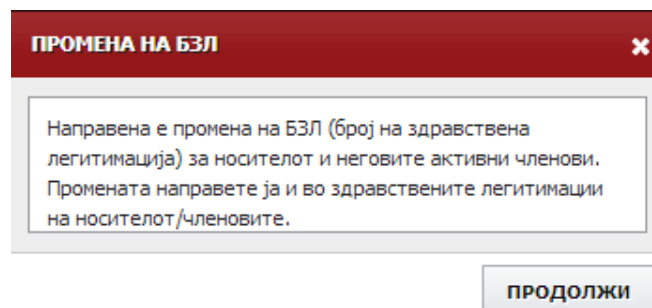 ПРОМЕНА НА БЗЛ
Направена е промена на БЗЛ (број на здравствена
легитимација) за носителот и неговите активни членови.
Промената направете ја и во здравствените легитимации
на носителот/членовите.
ПРОДОЛЖИ